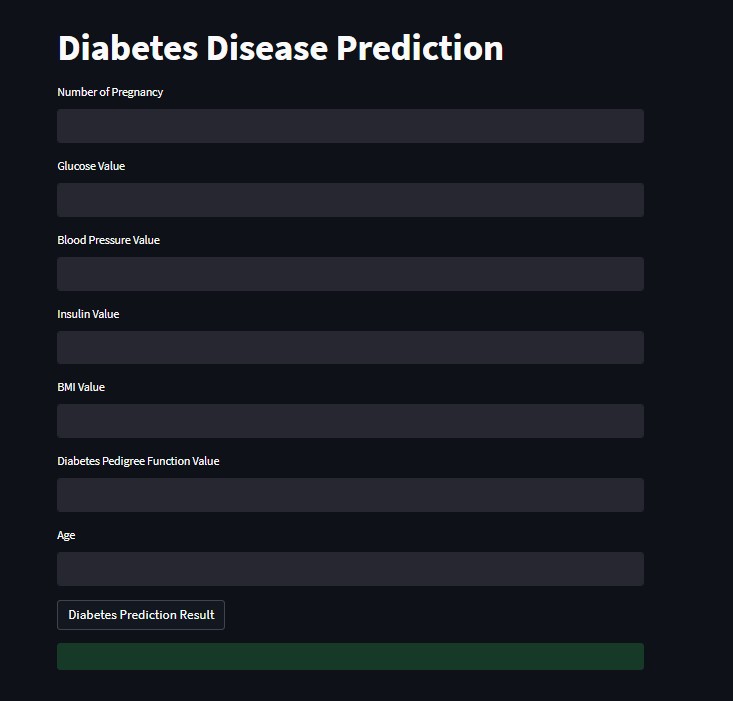 Diabetes Disease Prediction
Number of Pregnancy
Glucose Value
Blood Pressure Value
Insulin Value
BMI Value
Diabetes Pedigree Function Value
Age
Diabetes Prediction Result